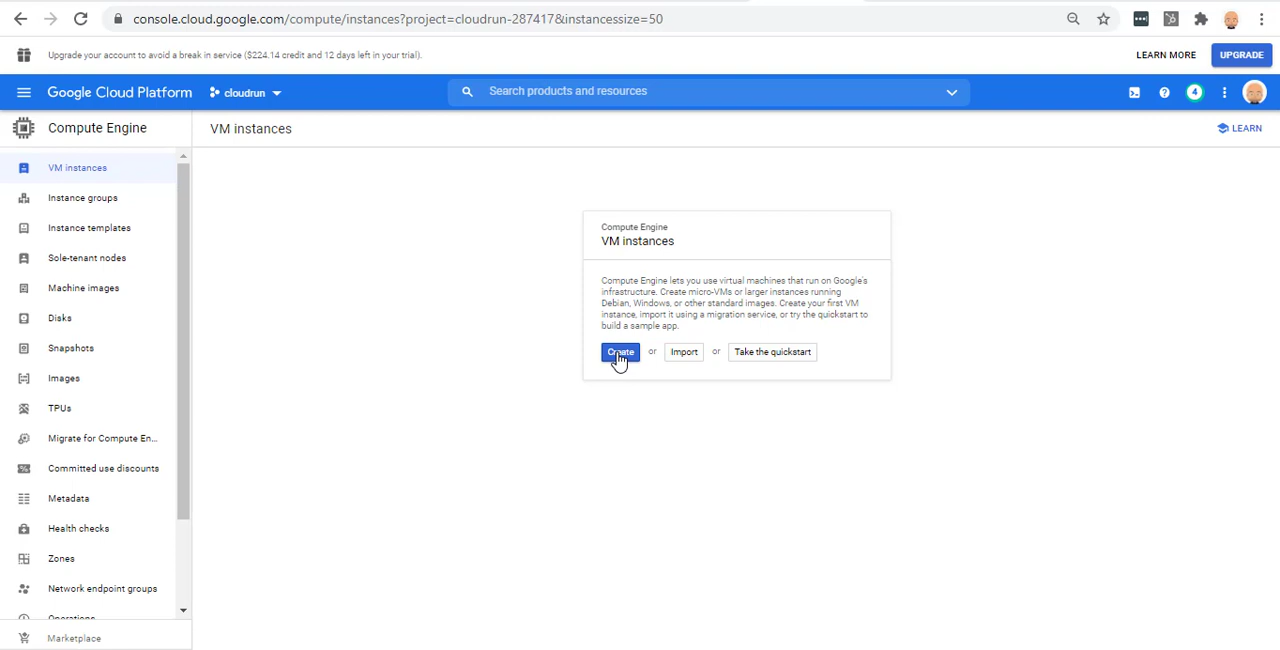 console.cloud.google.com/compute/instances?project=cloudrun-287417&instancessize=50
Upgrade your account to avoid a break in service ($224.14 credit and 12 days left in your trial).
LEARN MORE
UPGRADE
Google Cloud Platform
cloudrun
Search products and resources
4
Compute Engine
VM instances
LEARN
VM instances
Instance groups
Instance templates
Sole-tenant nodes
Machine images
Disks
Snapshots
Images
TPUs
Migrate for Compute En...
Committed use discounts
Metadata
Health checks
Zones
Network endpoint groups
Operations
Marketplace
Compute Engine
VM instances
Compute Engine lets you use virtual machines that run on Google's
infrastructure. Create micro-VMs or larger instances running
Debian, Windows, or other standard images. Create your first VM
instance, import it using a migration service, or try the quickstart to
build a sample app.
Create or Import or Take the quickstart